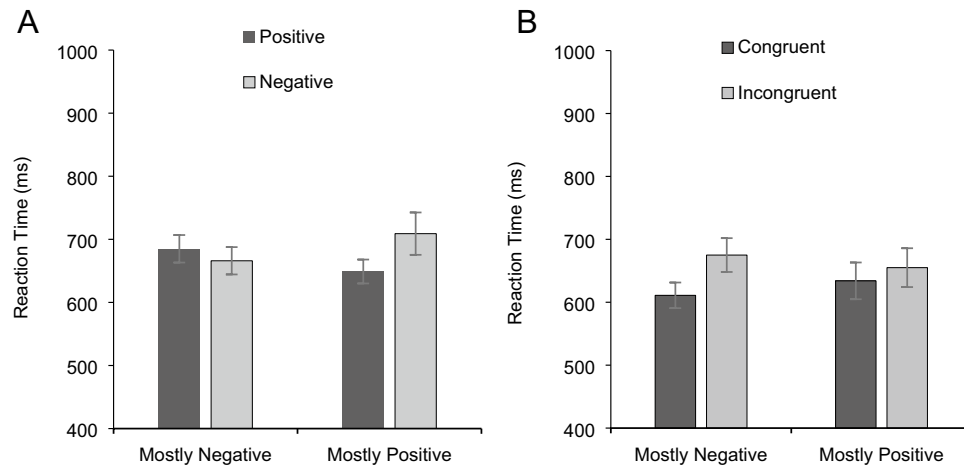 A
Positive
Negative
1000
900
800
700
600
500
400
Reaction Time (ms)
Mostly Negative
Mostly Positive
B
Congruent
Incongruent
1000
900
800
700
600
500
400
Reaction Time (ms)
Mostly Negative
Mostly Positive